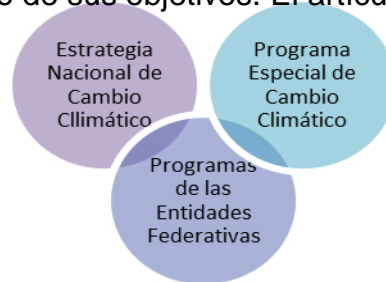 o de sus objetivos. El artícul
Estrategia
Nacional de
Cambio
Cllimático
Programa
Especial de
Cambio
Climático
Programas
de las
Entidades
Federativas